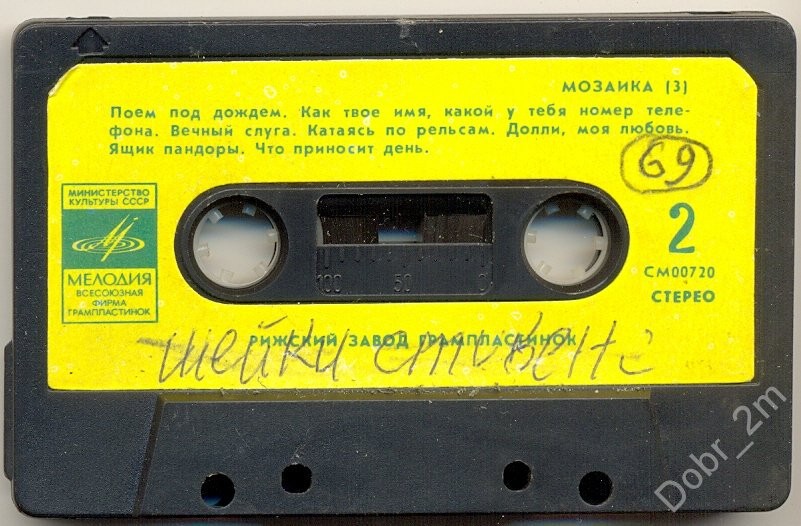 МОЗАИКА (3)
Поем под дождем. Как твое имя, какой у тебя номер теле-
фона. Вечный слуга. Катаясь по рельсам. Долли, моя любовь.
Ящик пандоры. Что приносит день.
69
МИНИСТЕРСТВО
КУЛЬТУРЫ СССР
МЕЛОДИЯ
ВСЕСОЮЗНАЯ
ФИРМА
ГРАМПЛАСТИНОК
2
СМ00720
СТЕРЕО
100 50 0
РИЖСКИЙ ЗАВОД ГРАМПЛАСТИНОК
шейки стивенс
Dobr_2m